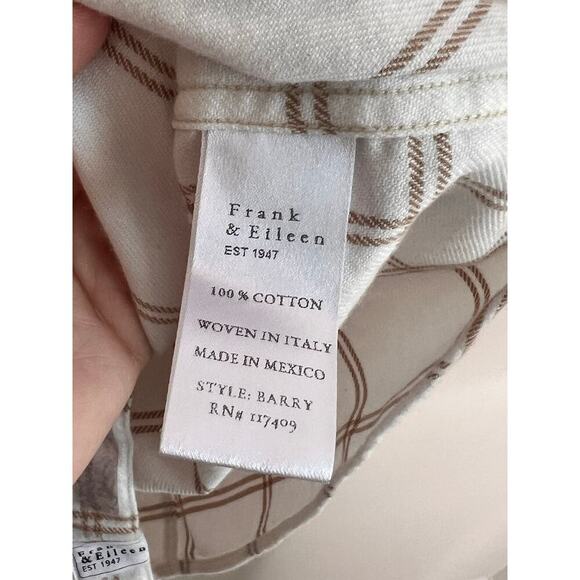 Frank
& Eileen
EST 1947
100% COTTON
WOVEN IN ITALY
MADE IN MEXICO
STYLE: BARRY
RN# 117409
Frank
& Eileen
EST 1947